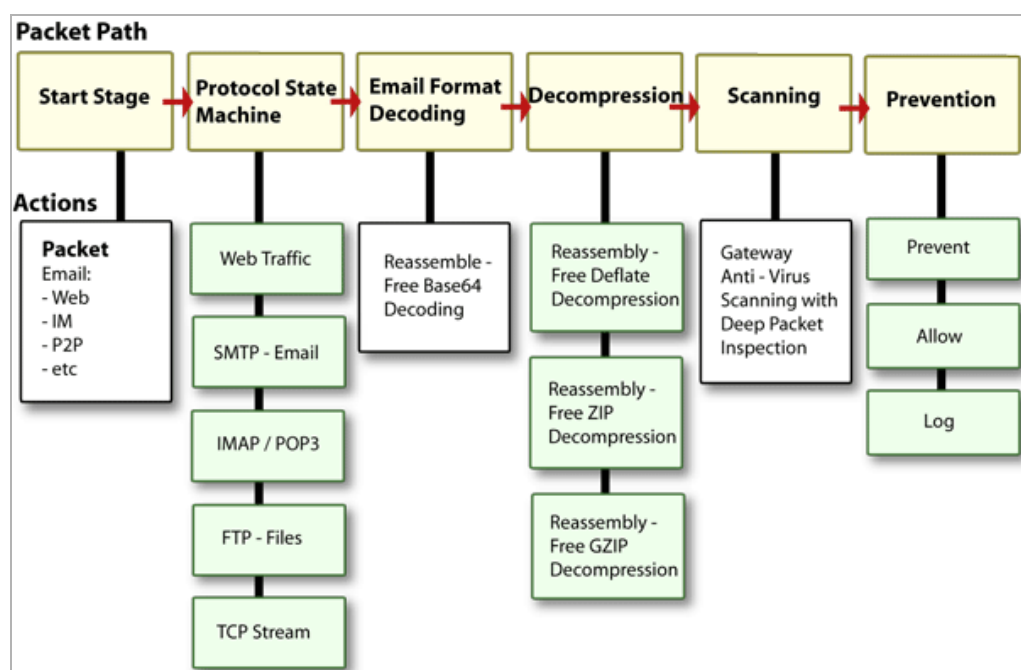 Packet Path
Start Stage
Protocol State
Machine
Email Format
Decoding
Decompression
Scanning
Prevention
Actions
Packet
Email:
- Web
- IM
- P2P
- etc
Web Traffic
SMTP - Email
IMAP / POP3
FTP - Files
TCP Stream
Reassemble -
Free Base64
Decoding
Reassembly -
Free Deflate
Decompression
Reassembly -
Free ZIP
Decompression
Reassembly -
Free GZIP
Decompression
Gateway
Anti - Virus
Scanning with
Deep Packet
Inspection
Prevent
Allow
Log